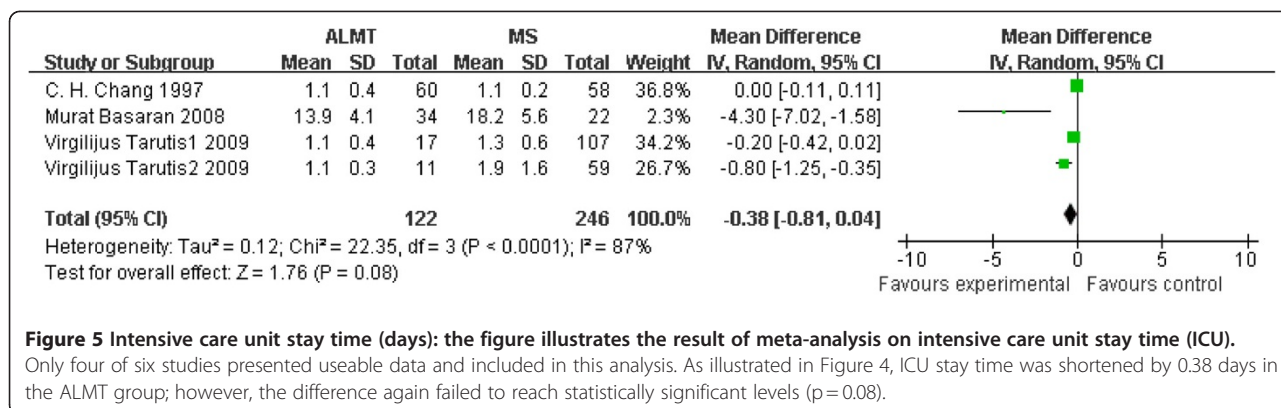 ALMT MS Mean Difference Mean Difference
Study or Subgroup Mean SD Total Mean SD Total Weight IV, Random, 95% CI IV, Random, 95% CI
C. H. Chang 1997 1.1 0.4 60 1.1 0.2 58 36.8% 0.00 [-0.11, 0.11]
Murat Basaran 2008 13.9 4.1 34 18.2 5.6 22 2.3% -4.30 [-7.02, -1.58]
Virgilijus Tarutis1 2009 1.1 0.4 17 1.3 0.6 107 34.2% -0.20 [-0.42, 0.02]
Virgilijus Tarutis2 2009 1.1 0.3 11 1.9 1.6 59 26.7% -0.80 [-1.25, -0.35]
Total (95% CI) 122 246 100.0% -0.38 [-0.81, 0.04]
Heterogeneity: Tau² = 0.12; Chi² = 22.35, df = 3 (P < 0.0001); I² = 87%
Test for overall effect: Z = 1.76 (P = 0.08)
-10 -5 0 5 10
Favours experimental Favours control
Figure 5 Intensive care unit stay time (days): the figure illustrates the result of meta-analysis on intensive care unit stay time (ICU).
Only four of six studies presented useable data and included in this analysis. As illustrated in Figure 4, ICU stay time was shortened by 0.38 days in
the ALMT group; however, the difference again failed to reach statistically significant levels (p = 0.08).